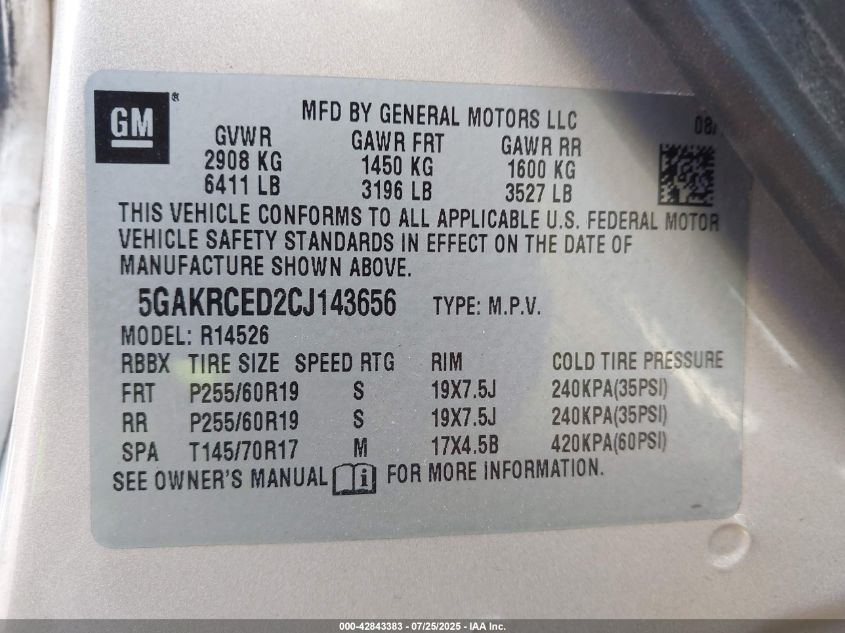 GM®
MFD BY GENERAL MOTORS LLC
08/
GVWR GAWR FRT GAWR RR
2908 KG 1450 KG 1600 KG
6411 LB 3196 LB 3527 LB
THIS VEHICLE CONFORMS TO ALL APPLICABLE U.S. FEDERAL MOTOR
VEHICLE SAFETY STANDARDS IN EFFECT ON THE DATE OF
MANUFACTURE SHOWN ABOVE.
5GAKRCED2CJ143656 TYPE: M.P.V.
MODEL: R14526
RBBX TIRE SIZE SPEED RTG RIM COLD TIRE PRESSURE
FRT P255/60R19 S 19X7.5J 240KPA(35PSI)
RR P255/60R19 S 19X7.5J 240KPA(35PSI)
SPA T145/70R17 M 17X4.5B 420KPA(60PSI)
SEE OWNER'S MANUAL i FOR MORE INFORMATION.
000-42843383 - 07/25/2025 - IAA Inc.